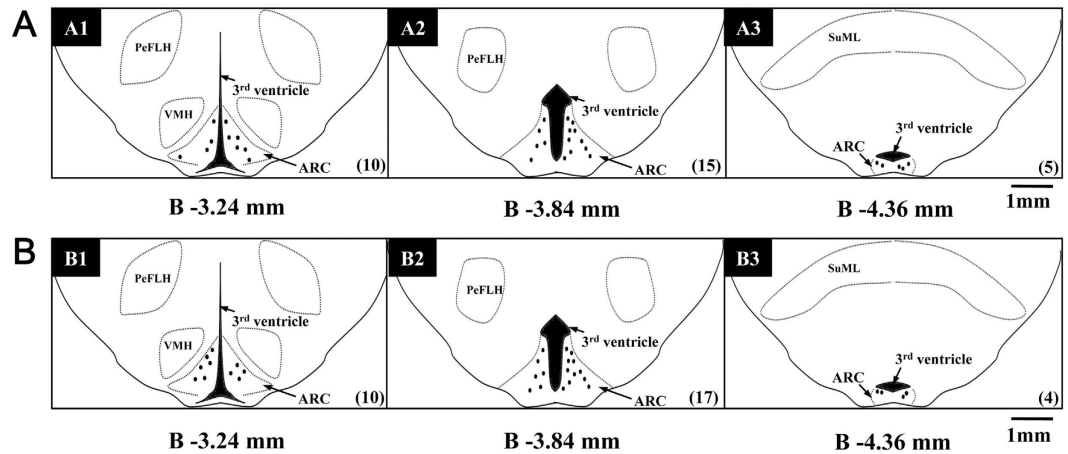 A
A1
PeFLH
3rd ventricle
VMH
ARC
(10)
B -3.24 mm
A2
PeFLH
3rd ventricle
ARC
(15)
B -3.84 mm
A3
SuML
3rd ventricle
ARC
(5)
B -4.36 mm
1mm
B
B1
PeFLH
3rd ventricle
VMH
ARC
(10)
B -3.24 mm
B2
PeFLH
3rd ventricle
ARC
(17)
B -3.84 mm
B3
SuML
3rd ventricle
ARC
(4)
B -4.36 mm
1mm